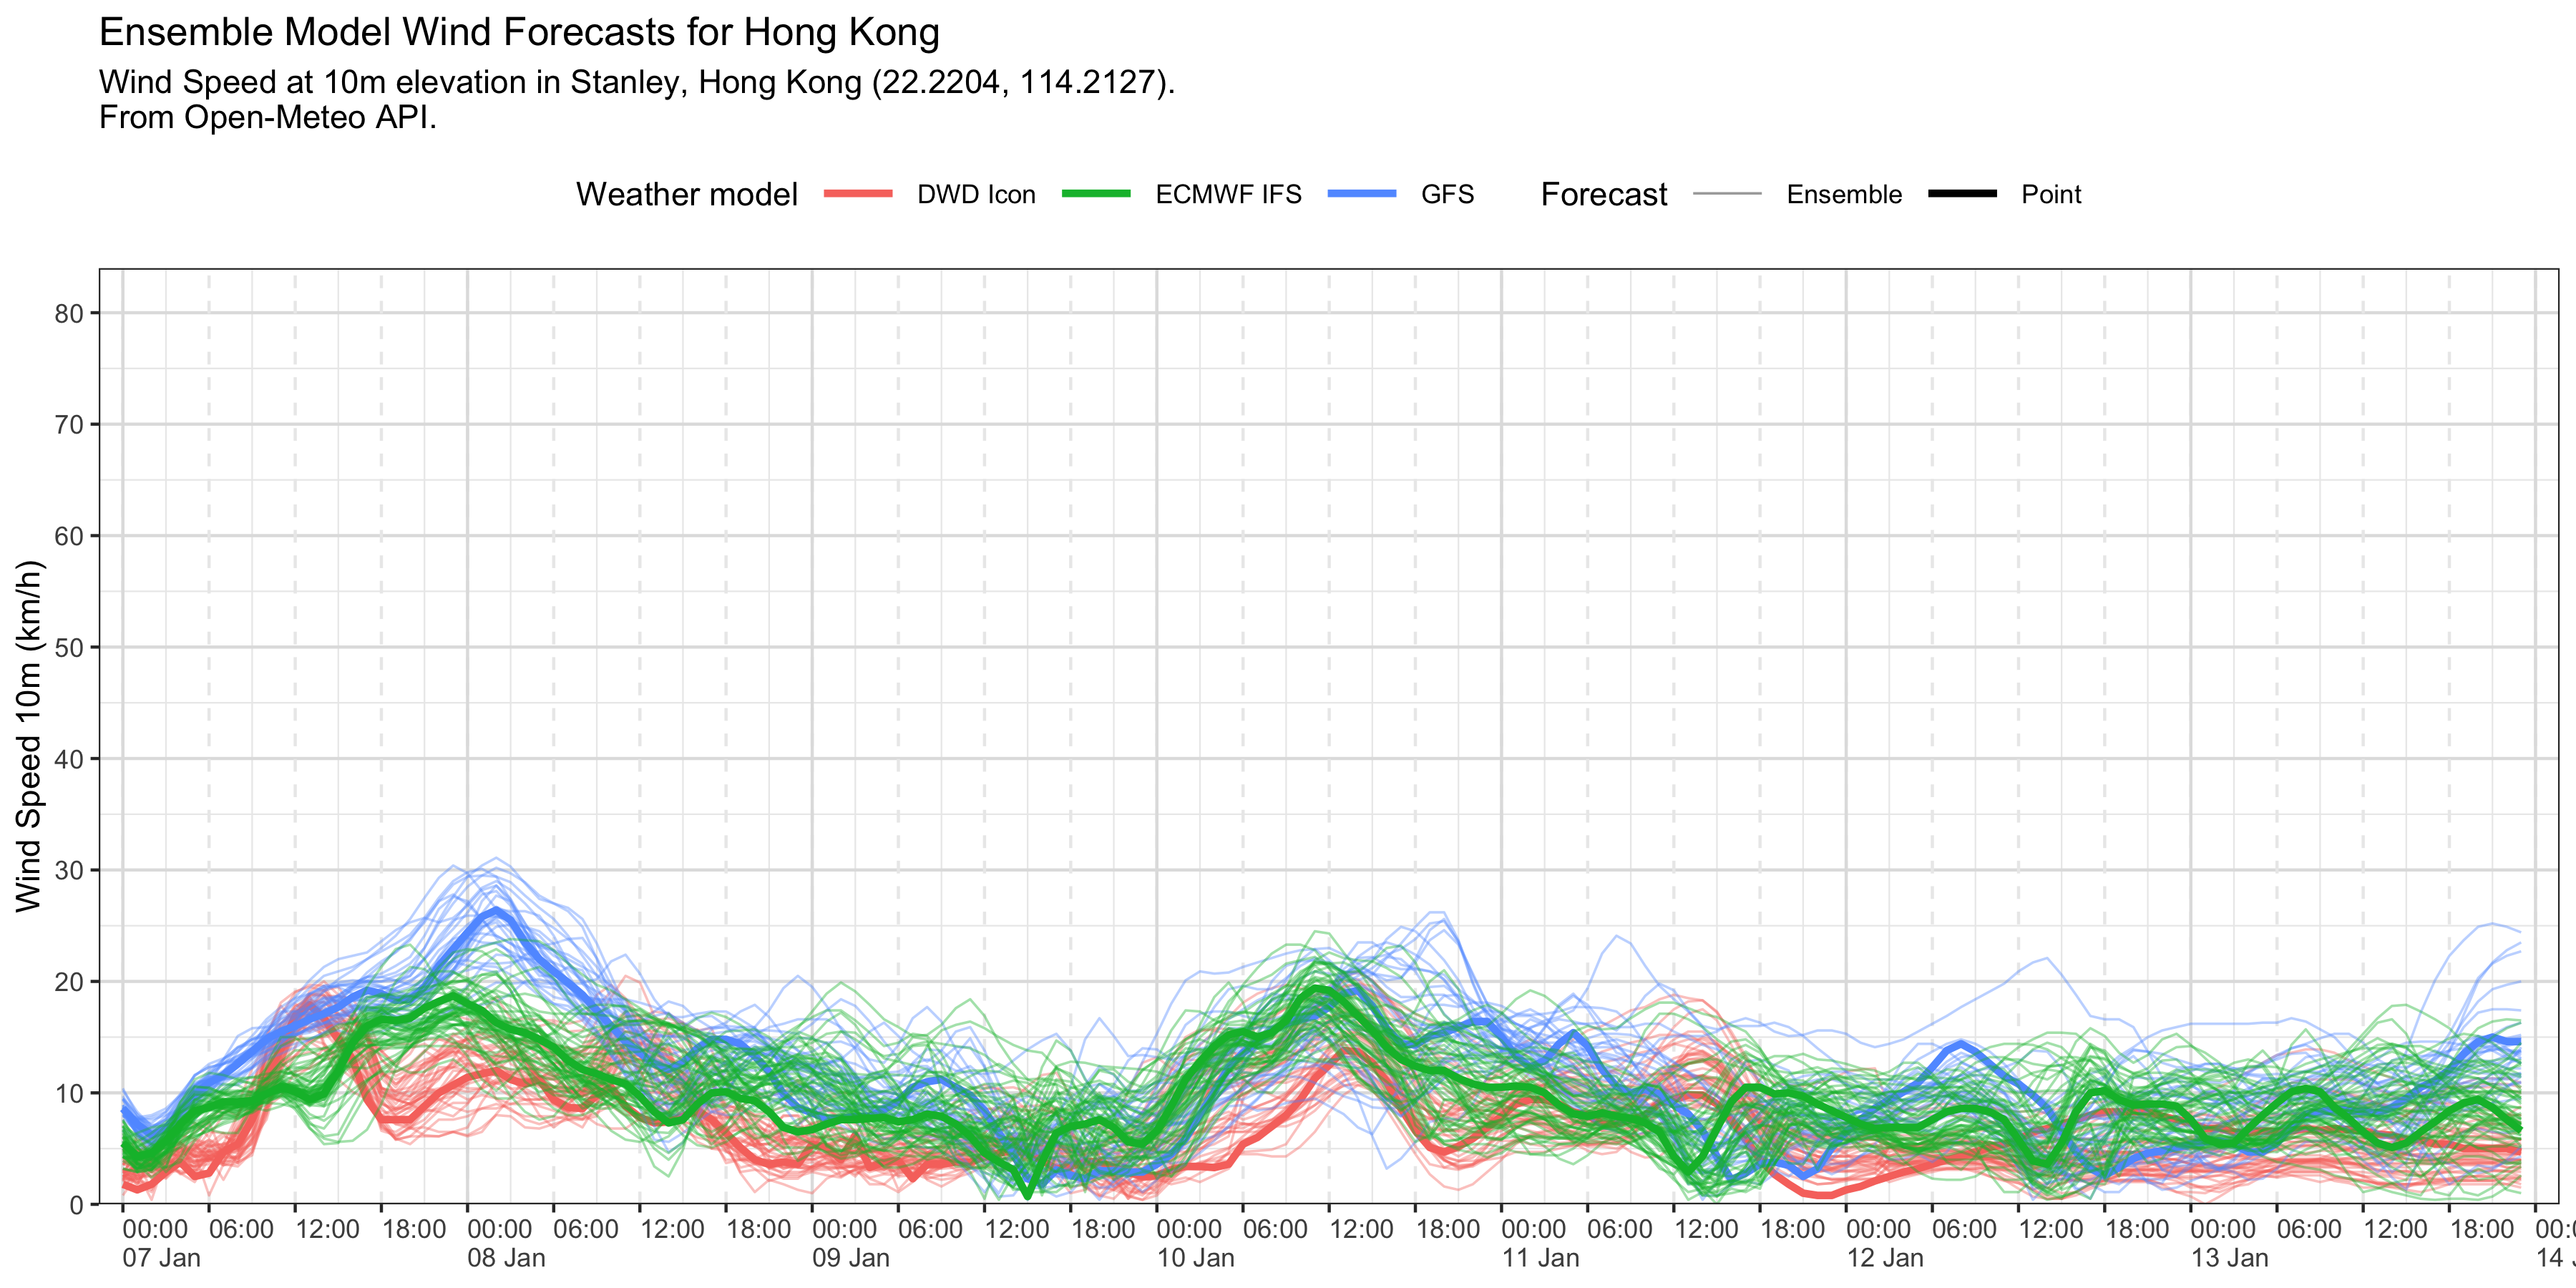 Ensemble Model Wind Forecasts for Hong Kong
Wind Speed at 10m elevation in Stanley, Hong Kong (22.2204, 114.2127).
From Open-Meteo API.
Weather model DWD Icon ECMWF IFS GFS Forecast Ensemble Point
Wind Speed 10m (km/h)
80
70
60
50
40
30
20
10
0
00:00 06:00 12:00 18:00 00:00 06:00 12:00 18:00 00:00 06:00 12:00 18:00 00:00 06:00 12:00 18:00 00:00 06:00 12:00 18:00 00:00 06:00 12:00 18:00 00:00 06:00 12:00 18:00 00:0
07 Jan 08 Jan 09 Jan 10 Jan 11 Jan 12 Jan 13 Jan 14 J